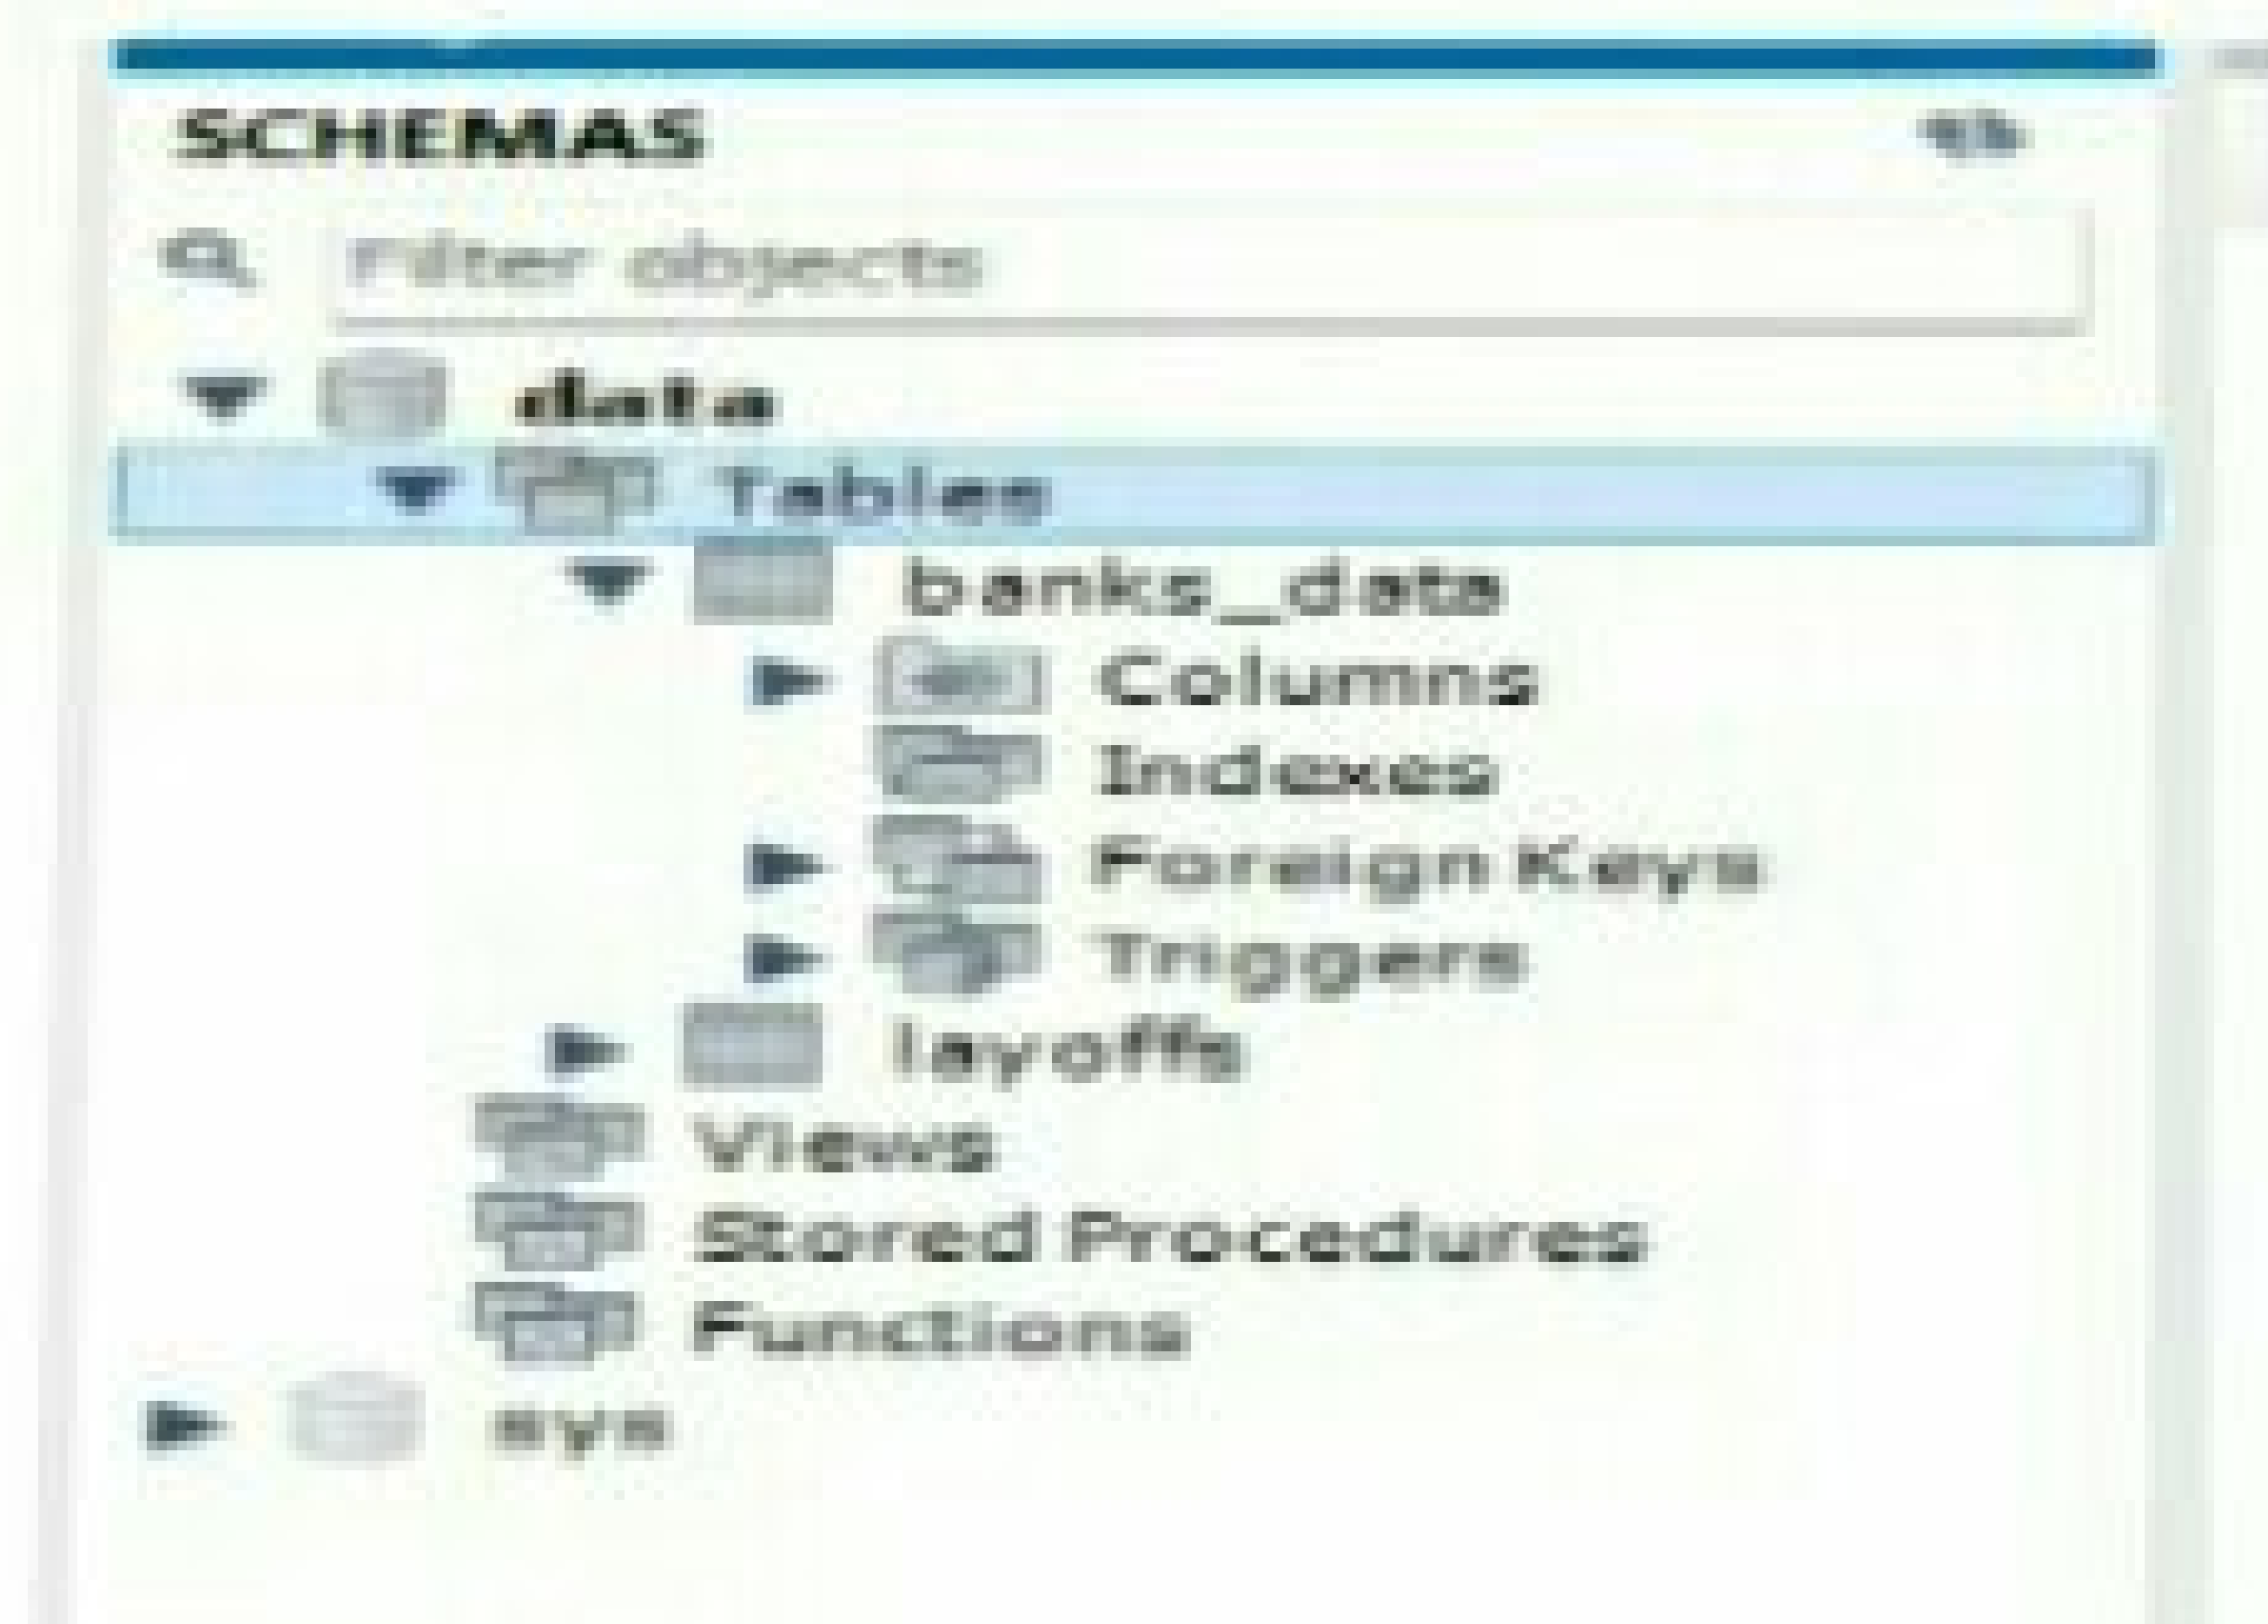 SCHEMAS
Filter objects
data
Tables
banks_data
Columns
Indexes
Foreign Keys
Triggers
layoffs
Views
Stored Procedures
Functions
sys